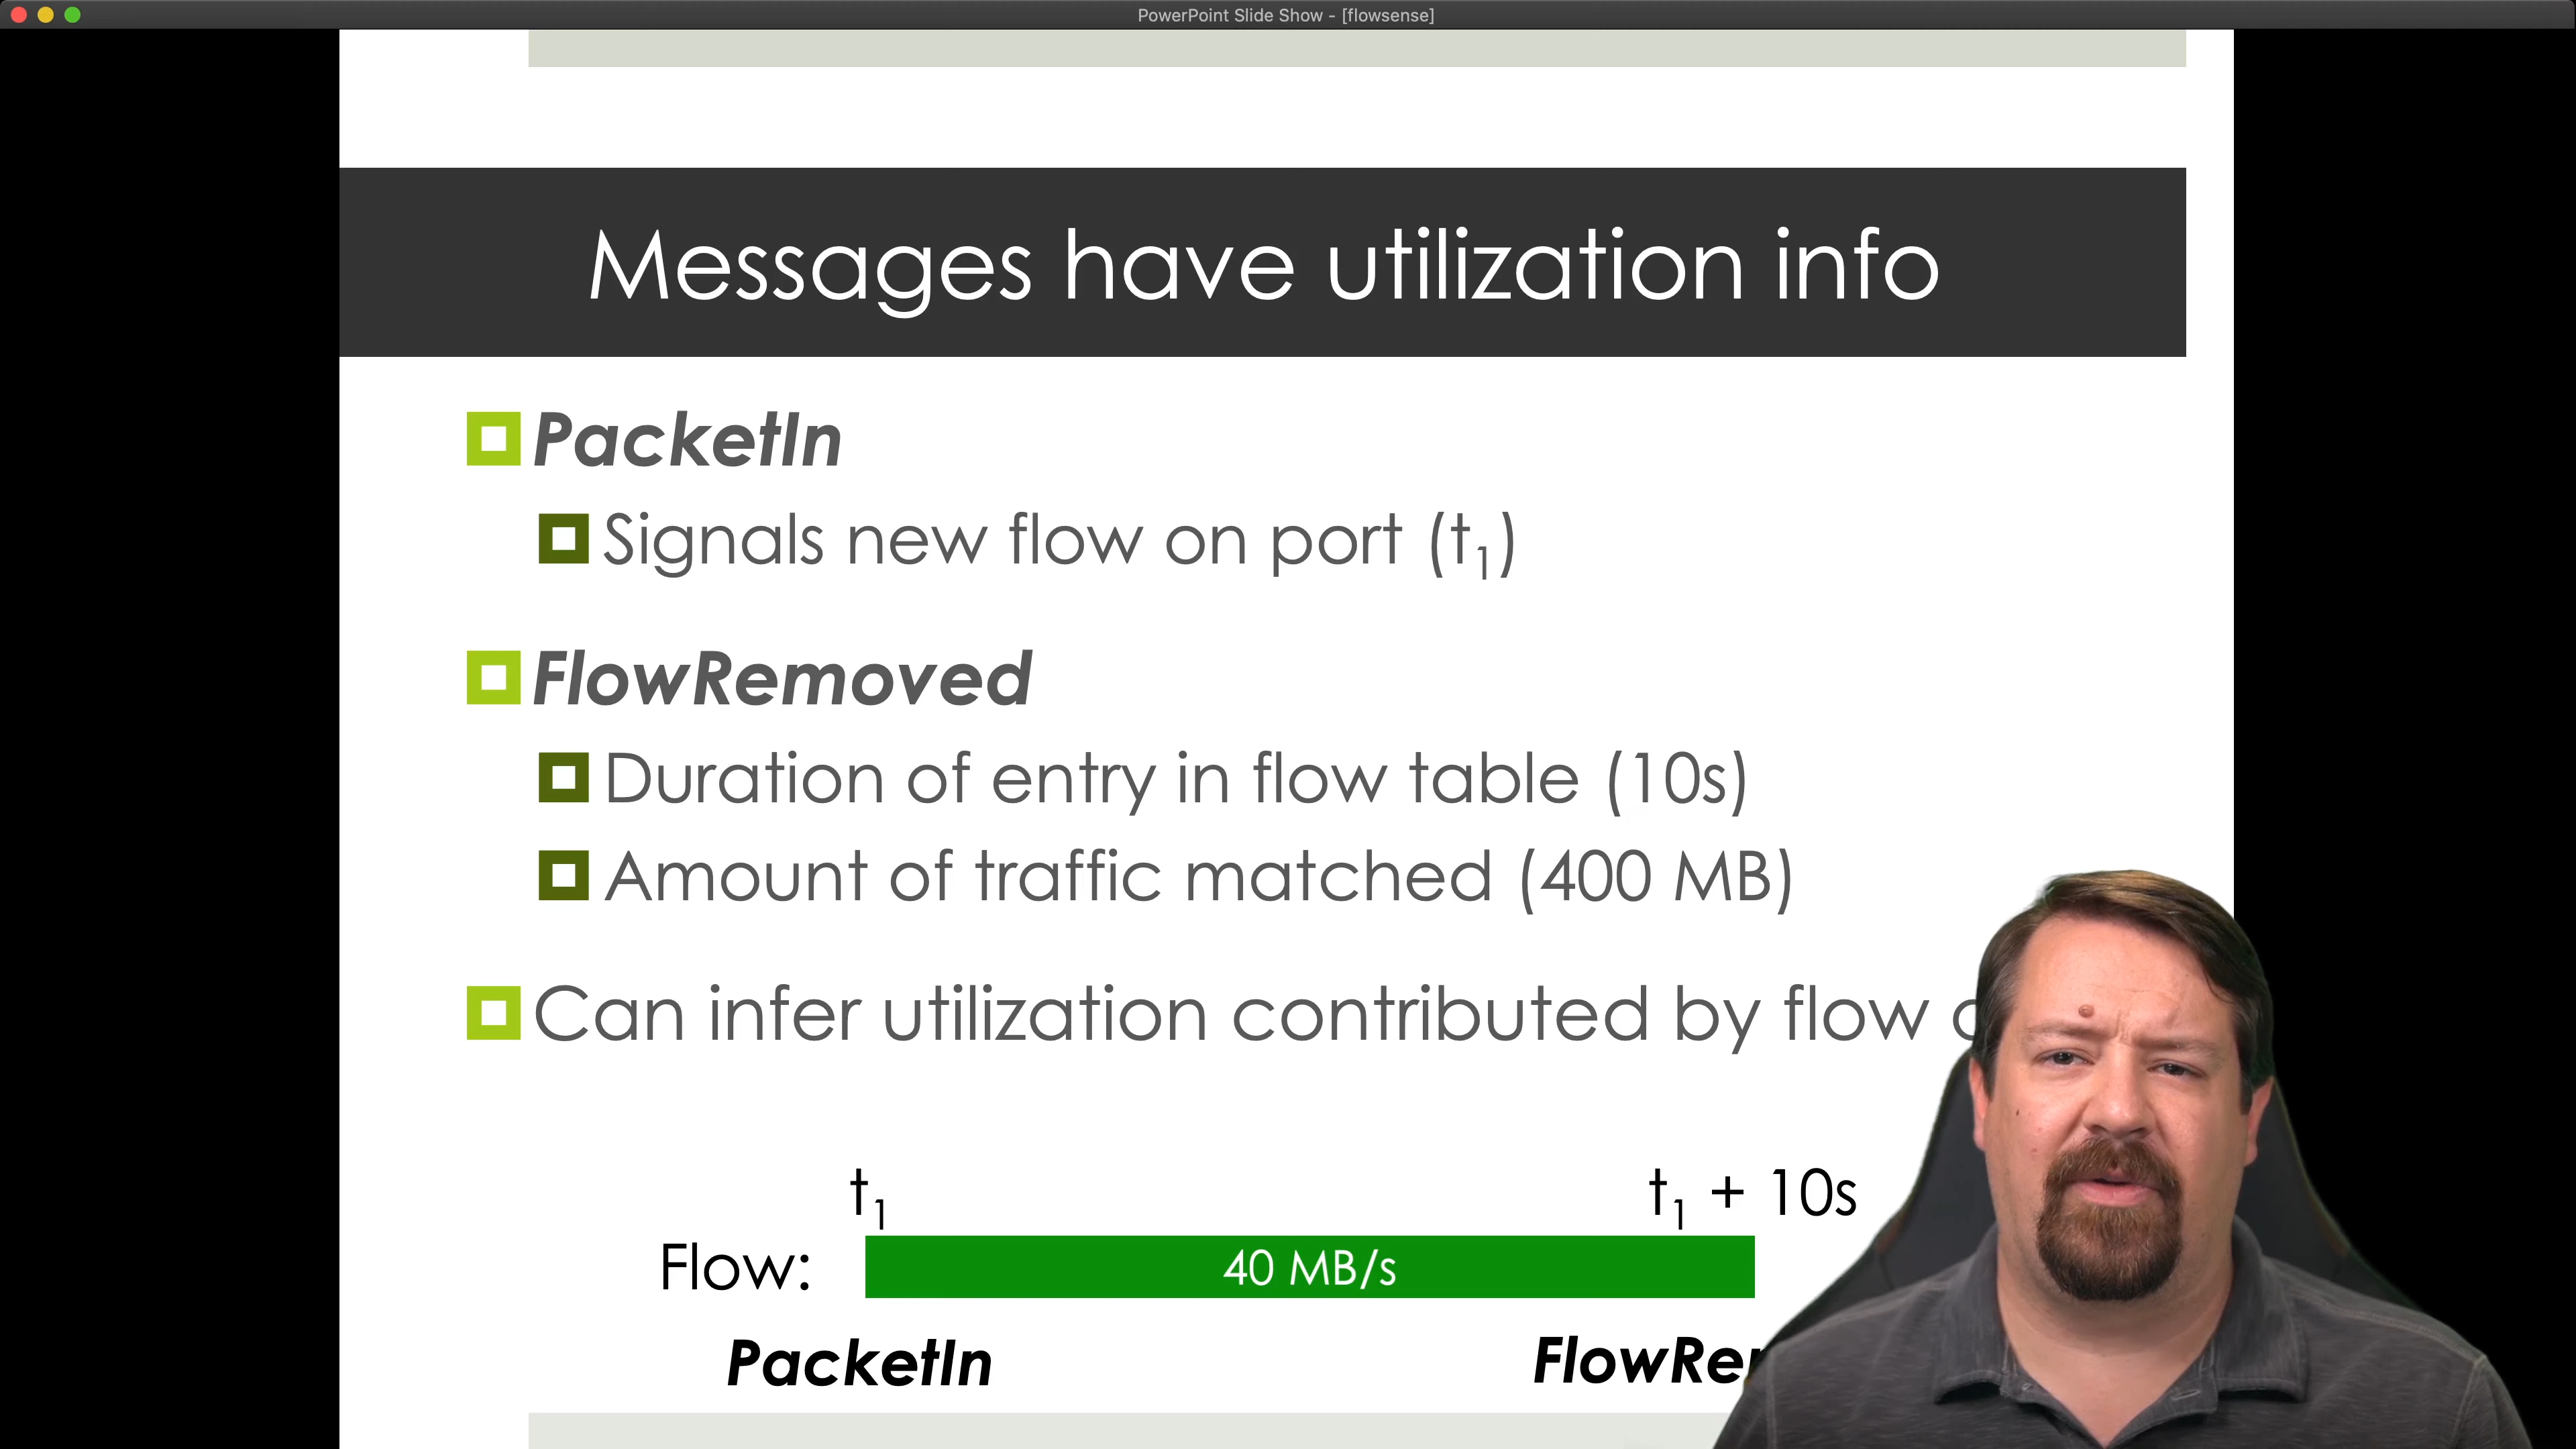 PowerPoint Slide Show - [flowsense]
Messages have utilization info
PacketIn
Signals new flow on port (t₁)
FlowRemoved
Duration of entry in flow table (10s)
Amount of traffic matched (400 MB)
Can infer utilization contributed by flow
t₁
t₁ + 10s
Flow:
40 MB/s
PacketIn